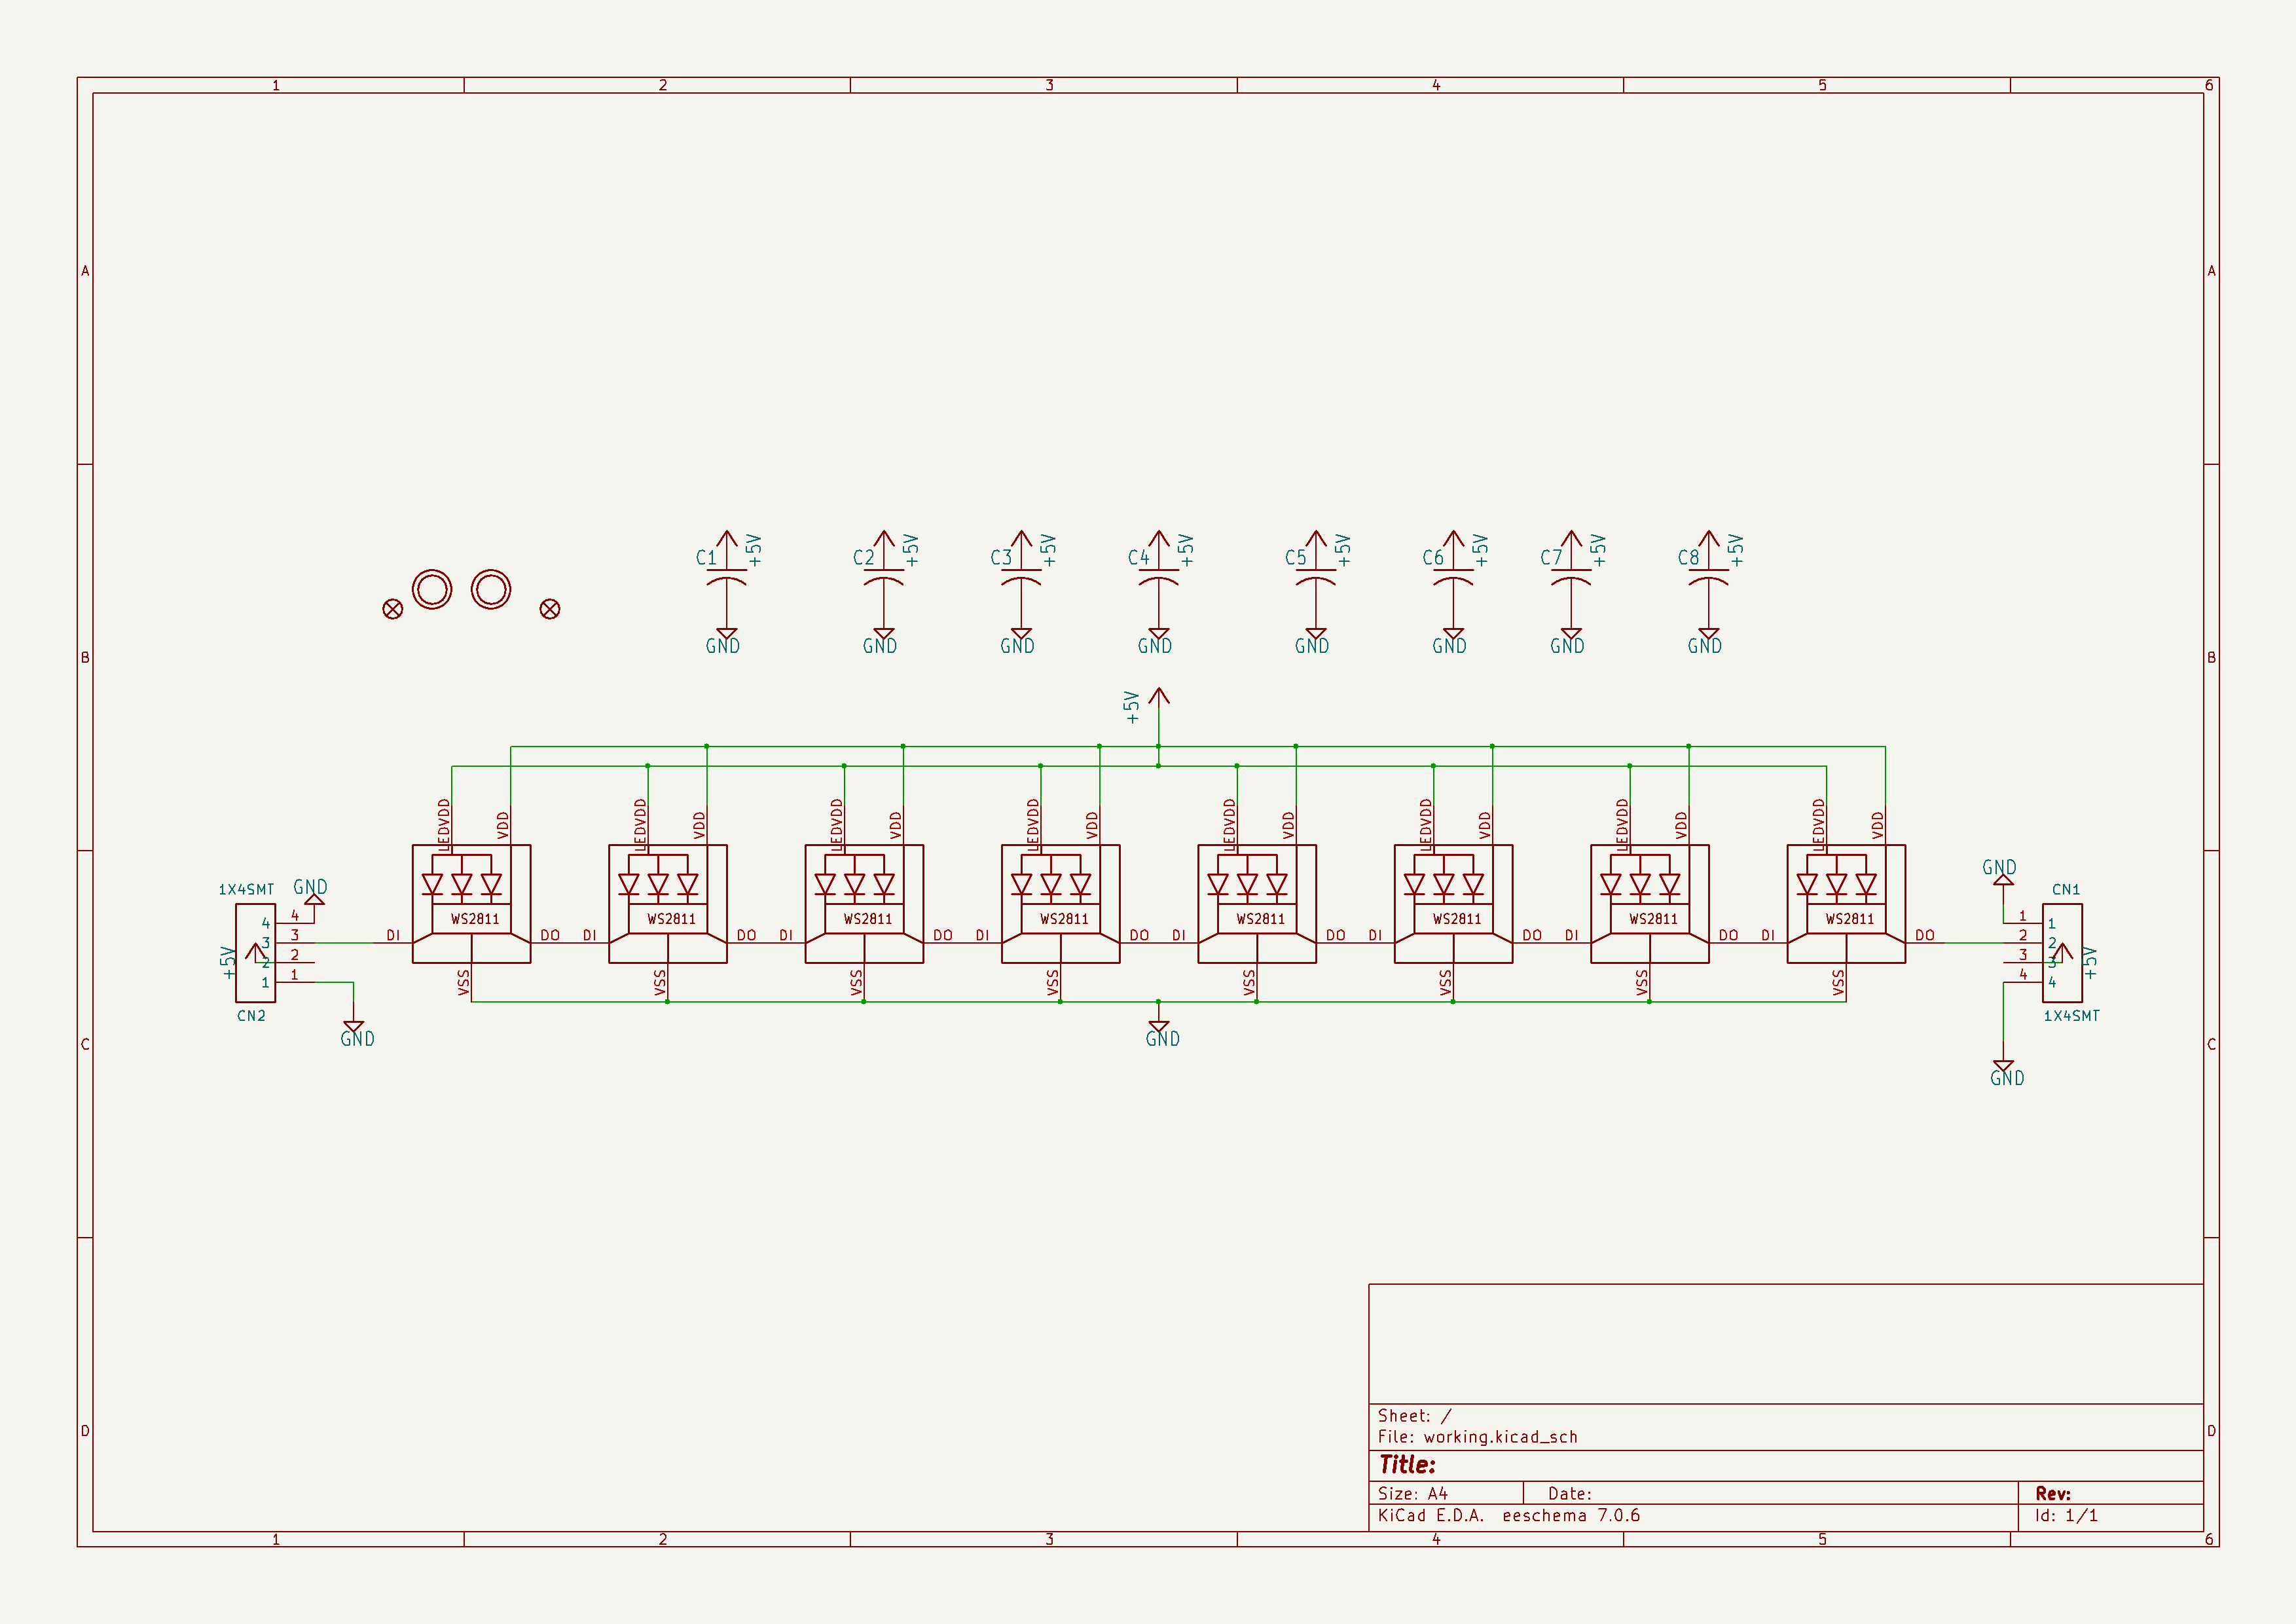 1 2 3 4 5 6
A A
C1 +5V C2 +5V C3 +5V C4 +5V C5 +5V C6 +5V C7 +5V C8 +5V
GND GND GND GND GND GND GND GND
B B
+5V
LEDVDD VDD LEDVDD VDD LEDVDD VDD LEDVDD VDD LEDVDD VDD LEDVDD VDD LEDVDD VDD LEDVDD VDD
1X4SMT GND
GND
CN1
WS2811 WS2811 WS2811 WS2811 WS2811 WS2811 WS2811 WS2811
4 4
3 3
2 2
1 1
+5V
CN2
GND
DI DO DI DO DI DO DI DO DI DO DI DO DI DO DI DO
VSS VSS VSS VSS VSS VSS VSS VSS
GND
1 1
2 2
3 3
4 4
+5V
1X4SMT
GND
C C
Sheet: /
File: working.kicad_sch
Title:
Size: A4 Date: Rev:
KiCad E.D.A. eeschema 7.0.6 Id: 1/1
D D
1 2 3 4 5 6